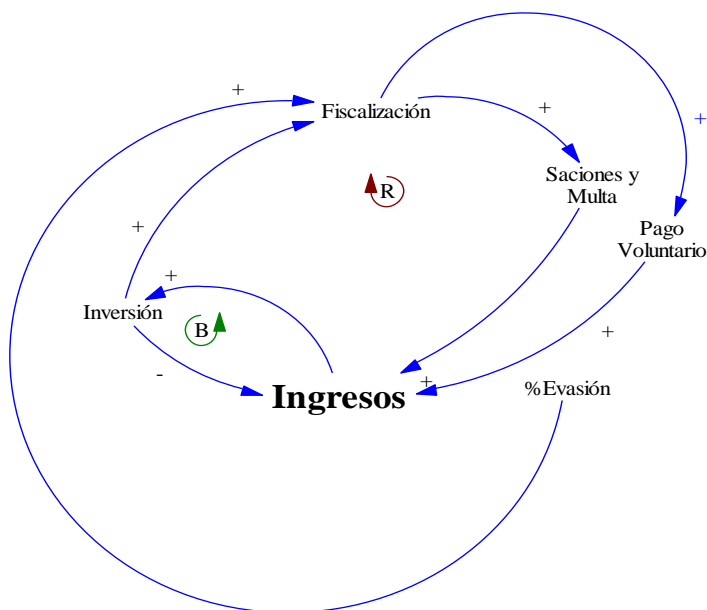 +
Fiscalización
+
+
Saciones y
Multa
R
Pago
Voluntario
+
+
Inversión
B
+
-
+
Ingresos
%Evasión